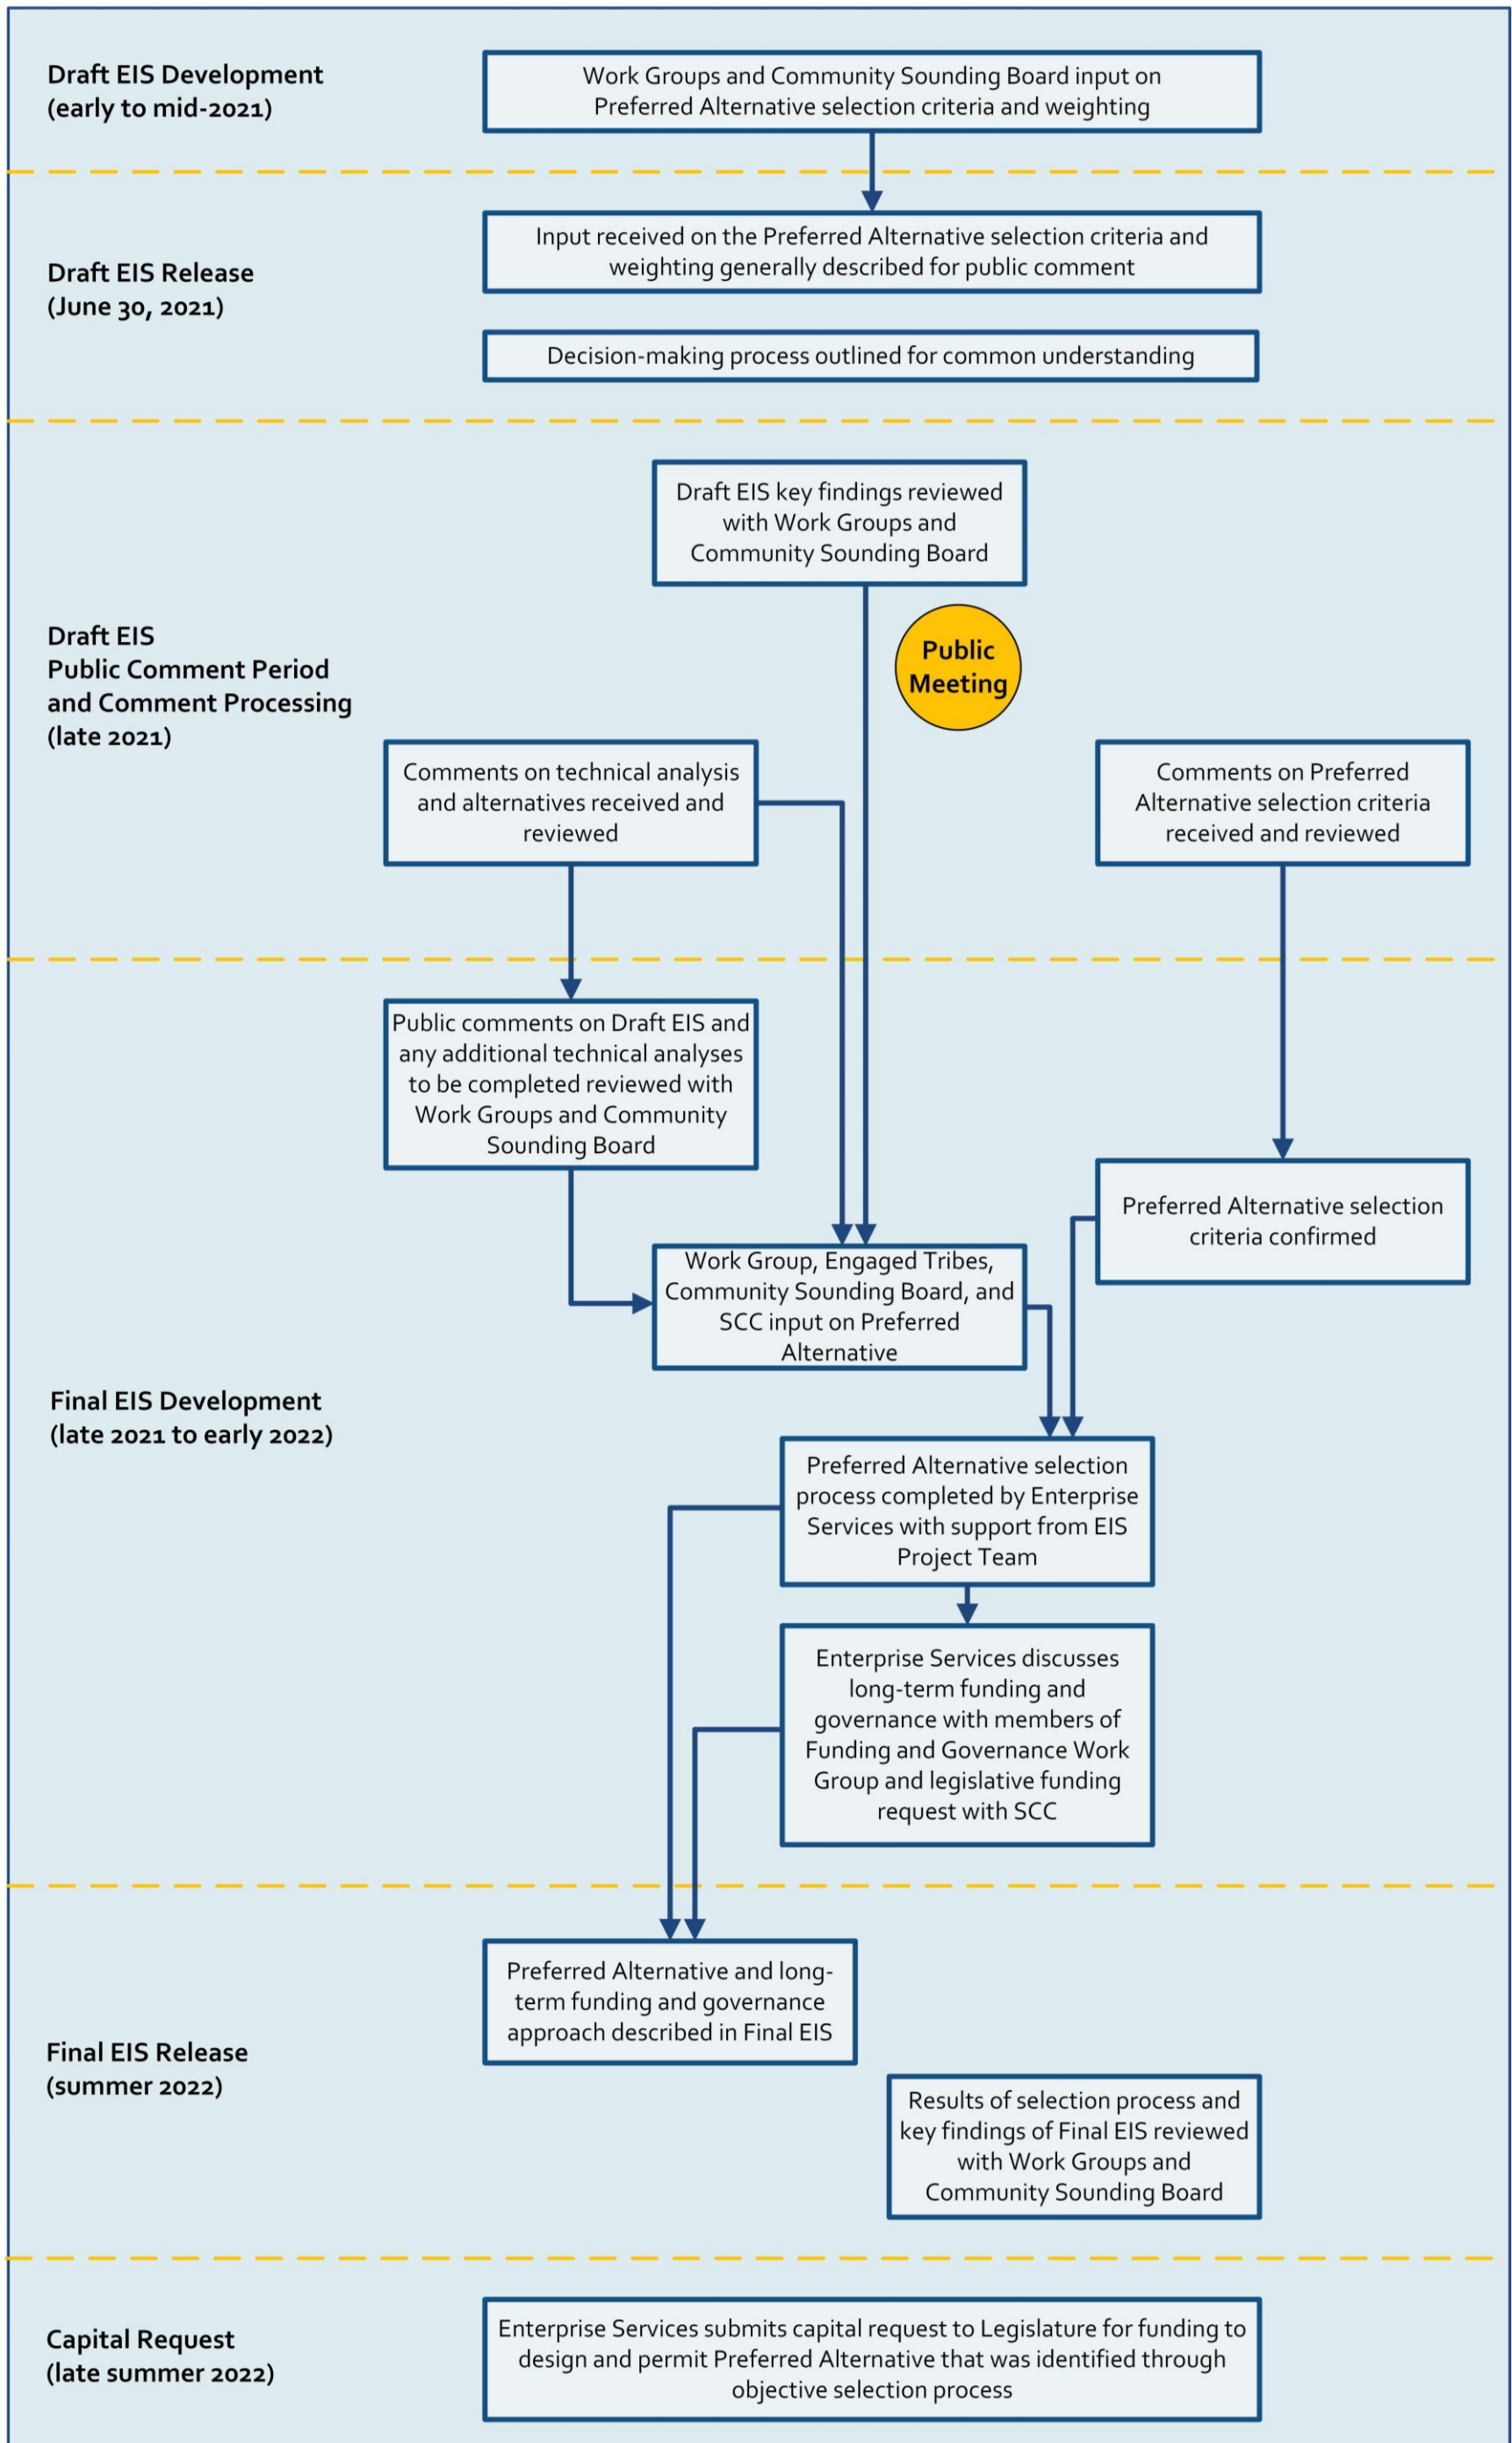 Draft EIS Development
(early to mid-2021)
Work Groups and Community Sounding Board input on
Preferred Alternative selection criteria and weighting
Draft EIS Release
(June 30, 2021)
Input received on the Preferred Alternative selection criteria and
weighting generally described for public comment
Decision-making process outlined for common understanding
Draft EIS
Public Comment Period
and Comment Processing
(late 2021)
Draft EIS key findings reviewed
with Work Groups and
Community Sounding Board
Public
Meeting
Comments on technical analysis
and alternatives received and
reviewed
Comments on Preferred
Alternative selection criteria
received and reviewed
Final EIS Development
(late 2021 to early 2022)
Public comments on Draft EIS and
any additional technical analyses
to be completed reviewed with
Work Groups and Community
Sounding Board
Preferred Alternative selection
criteria confirmed
Work Group, Engaged Tribes,
Community Sounding Board, and
SCC input on Preferred
Alternative
Preferred Alternative selection
process completed by Enterprise
Services with support from EIS
Project Team
Enterprise Services discusses
long-term funding and
governance with members of
Funding and Governance Work
Group and legislative funding
request with SCC
Final EIS Release
(summer 2022)
Preferred Alternative and long-
term funding and governance
approach described in Final EIS
Results of selection process and
key findings of Final EIS reviewed
with Work Groups and
Community Sounding Board
Capital Request
(late summer 2022)
Enterprise Services submits capital request to Legislature for funding to
design and permit Preferred Alternative that was identified through
objective selection process